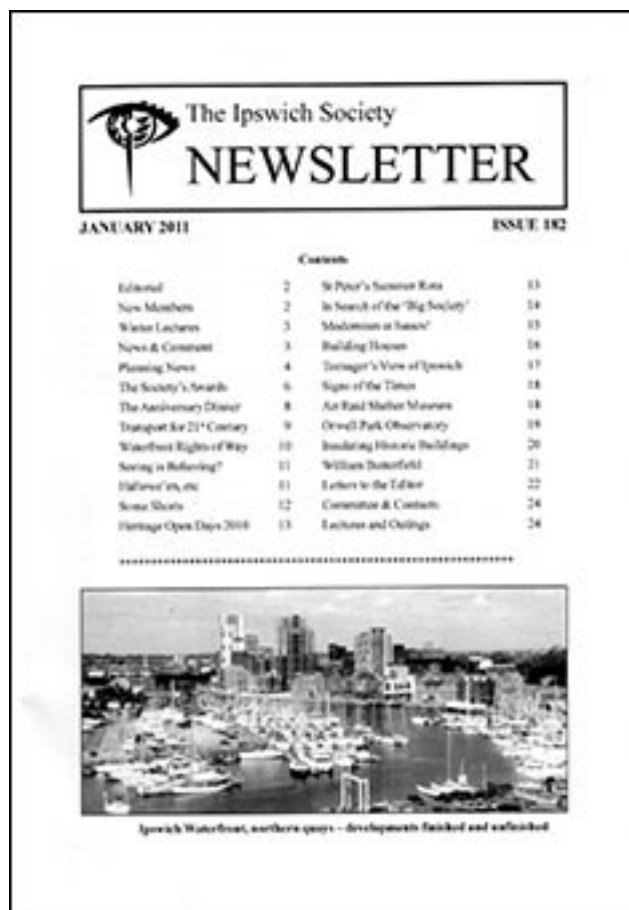 The Ipswich Society
NEWSLETTER
JANUARY 2011 ISSUE 182
Contents
Editorial 2
New Members 2
Winter Lectures 3
News & Comment 3
Planning News 4
The Society's Awards 6
The Anniversary Dinner 8
Transport for 21st Century 9
Waterfront Rights of Way 10
Seeing is Believing? 11
Hallowe'en, etc 11
Some Shorts 12
Heritage Open Days 2010 13
St Peter's Summer Rota 13
In Search of the 'Big Society' 14
Modernism at 15
Building Houses 16
Teenager's View of Ipswich 17
Signs of the Times 18
Air Raid Shelter Museum 18
Orwell Park Observatory 19
Insulating Historic Buildings 20
William Butterfield 21
Letters to the Editor 22
Committee & Contacts 24
Lectures and Outings 24
Ipswich Waterfront, northern quays – developments finished and unfinished